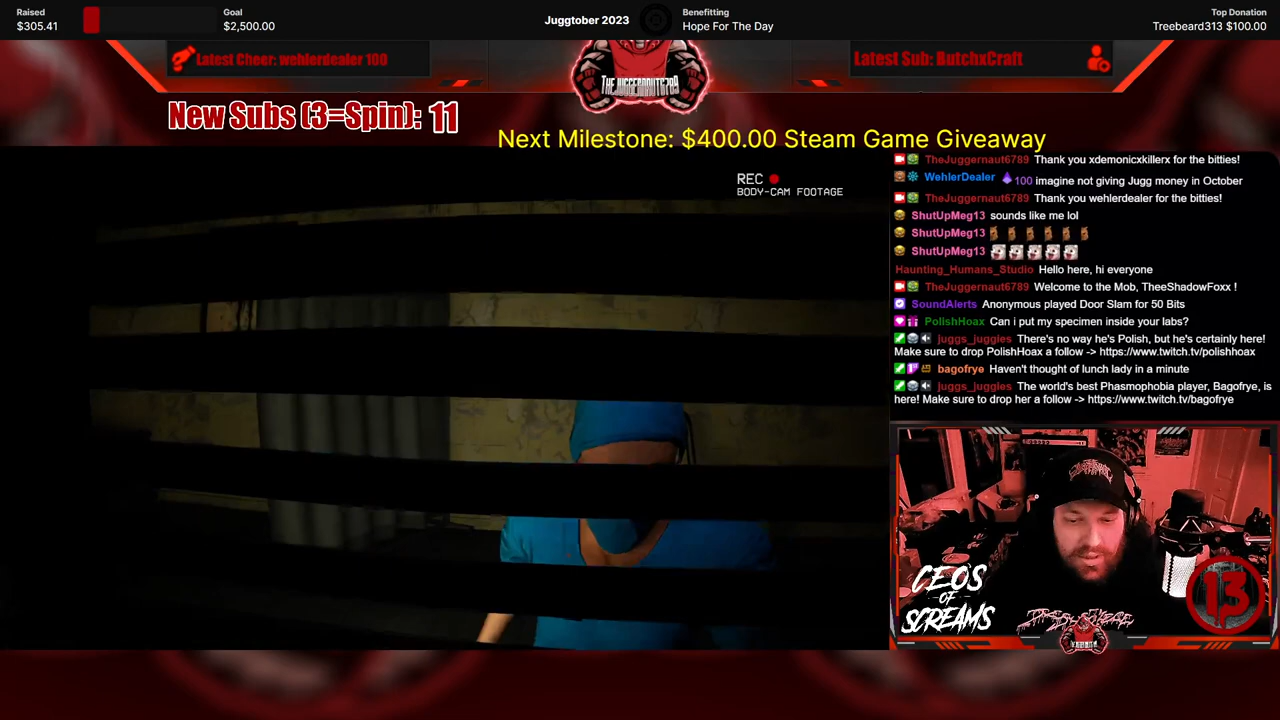 Raised
$305.41
Goal
$2,500.00
Juggtober 2023
Benefitting
Hope For The Day
Top Donation
Treebeard313 $100.00
Latest Cheer: wehlerdealer 100
THEJUGGERNAUT6789
Latest Sub: ButchxCraft
New Subs (3=Spin): 11
Next Milestone: $400.00 Steam Game Giveaway
REC
BODY-CAM FOOTAGE
TheJuggernaut6789 Thank you xdemonicxkillerx for the bitties!
WehlerDealer 100 imagine not giving Jugg money in October
TheJuggernaut6789 Thank you wehlerdealer for the bitties!
ShutUpMeg13 sounds like me lol
ShutUpMeg13
ShutUpMeg13
Haunting_Humans_Studio Hello here, hi everyone
TheJuggernaut6789 Welcome to the Mob, TheeShadowFoxx !
SoundAlerts Anonymous played Door Slam for 50 Bits
PolishHoax Can i put my specimen inside your labs?
juggs_juggies There's no way he's Polish, but he's certainly here!
Make sure to drop PolishHoax a follow -> https://www.twitch.tv/polishhoax
bagofrye Haven't thought of lunch lady in a minute
juggs_juggies The world's best Phasmophobia player, Bagofrye, is
here! Make sure to drop her a follow -> https://www.twitch.tv/bagofrye
CEOS
OF
SCREAMS
13